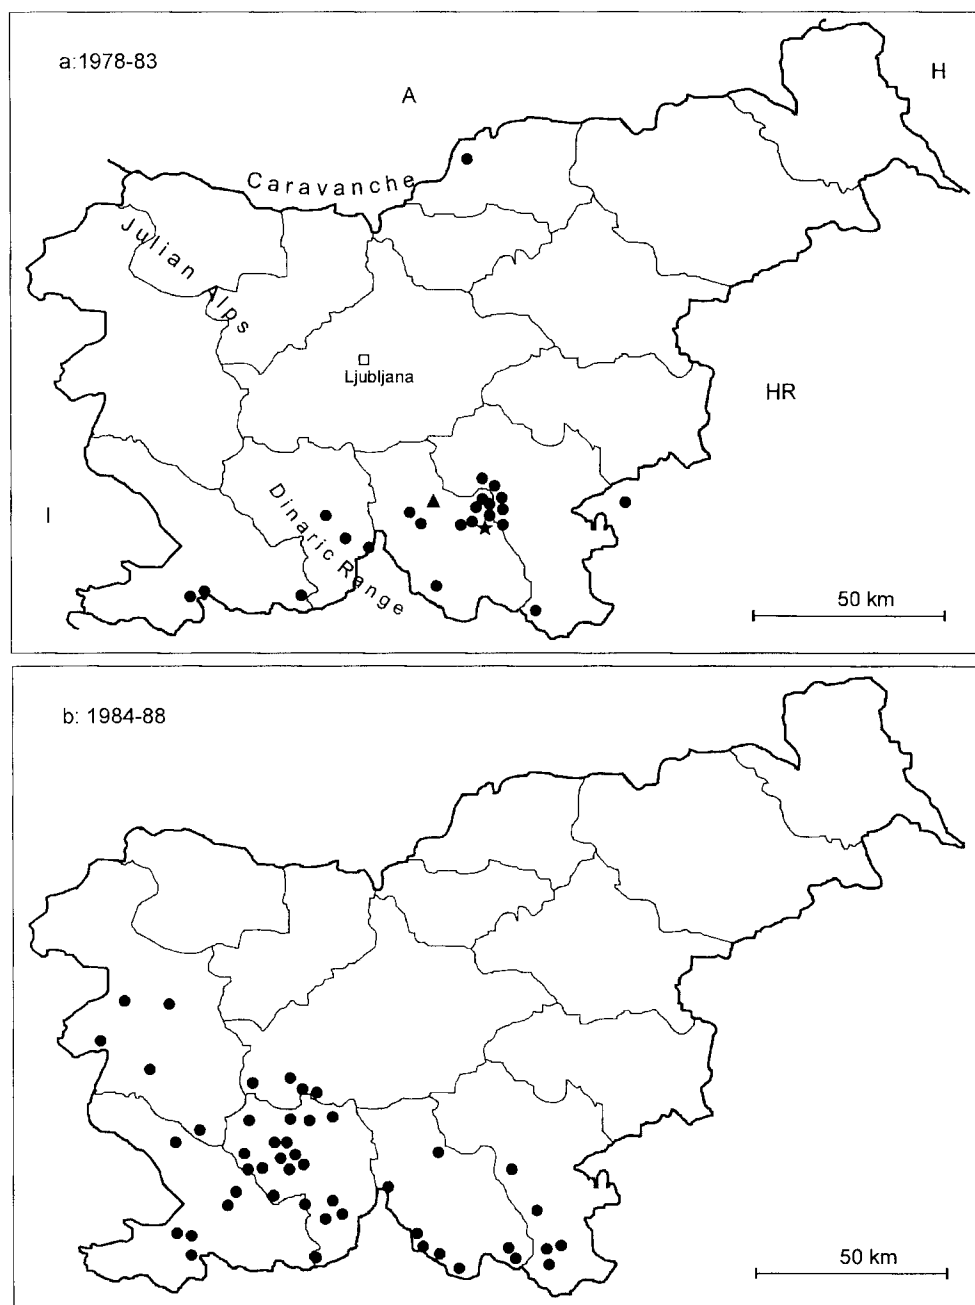 a:1978-83
H
A
Caravanche
Julian Alps
Ljubljana
HR
I
Dinaric Range
50 km
b: 1984-88
50 km